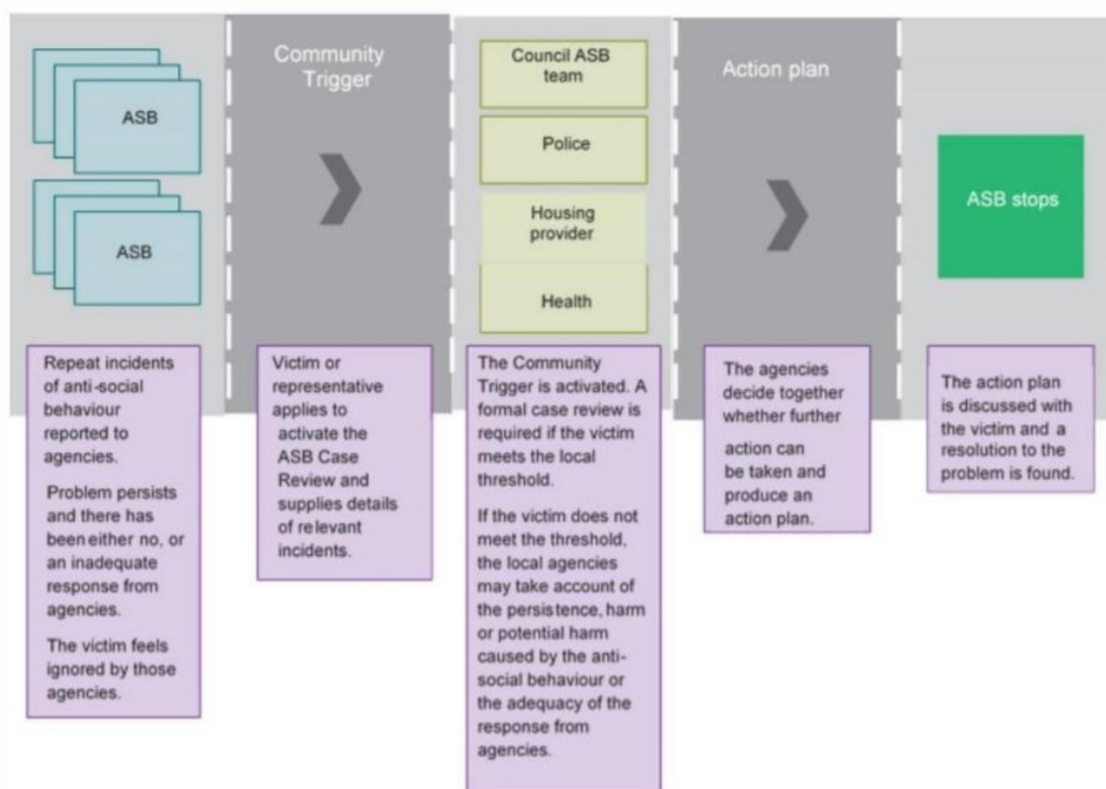 ASB
ASB
Community
Trigger
Council ASB
team
Police
Housing
provider
Health
Action plan
ASB stops
Repeat incidents
of anti-social
behaviour
reported to
agencies.
Problem persists
and there has
been either no, or
an inadequate
response from
agencies.
The victim feels
ignored by those
agencies.
Victim or
representative
applies to
activate the
ASB Case
Review and
supplies details
of relevant
incidents.
The Community
Trigger is activated. A
formal case review is
required if the victim
meets the local
threshold.
If the victim does not
meet the threshold,
the local agencies
may take account of
the persistence, harm
or potential harm
caused by the anti-
social behaviour or
the adequacy of the
response from
agencies.
The agencies
decide together
whether further
action can
be taken and
produce an
action plan.
The action plan
is discussed with
the victim and a
resolution to the
problem is found.